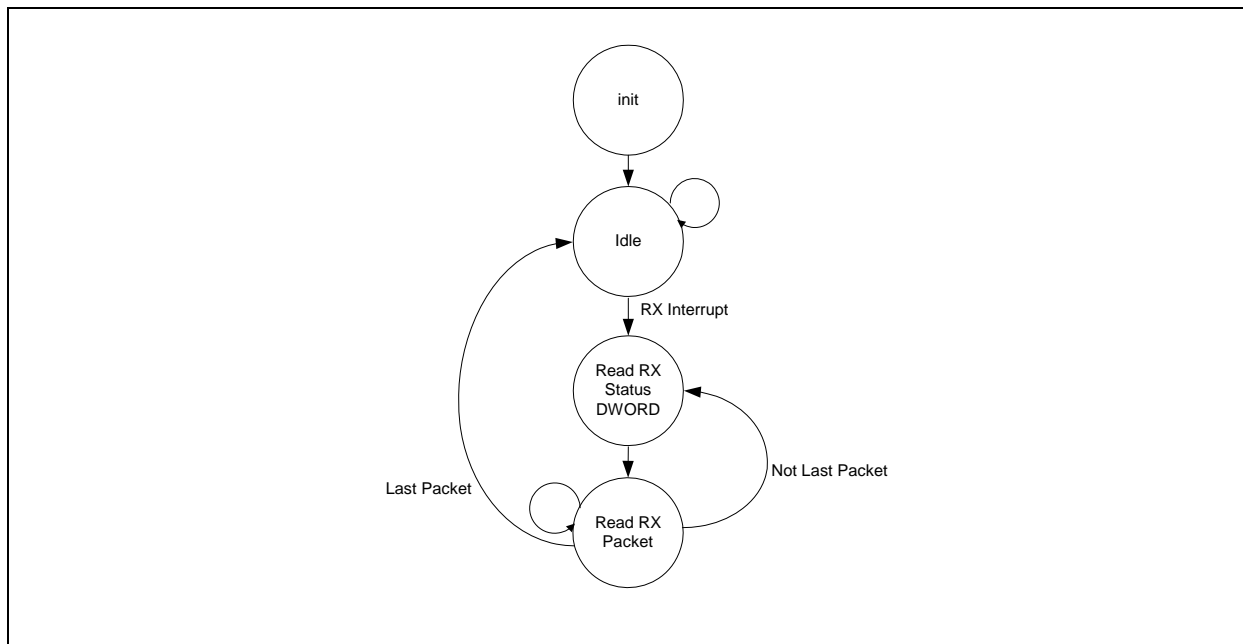 init
Idle
RX Interrupt
Read RX
Status
DWORD
Not Last Packet
Last Packet
Read RX
Packet